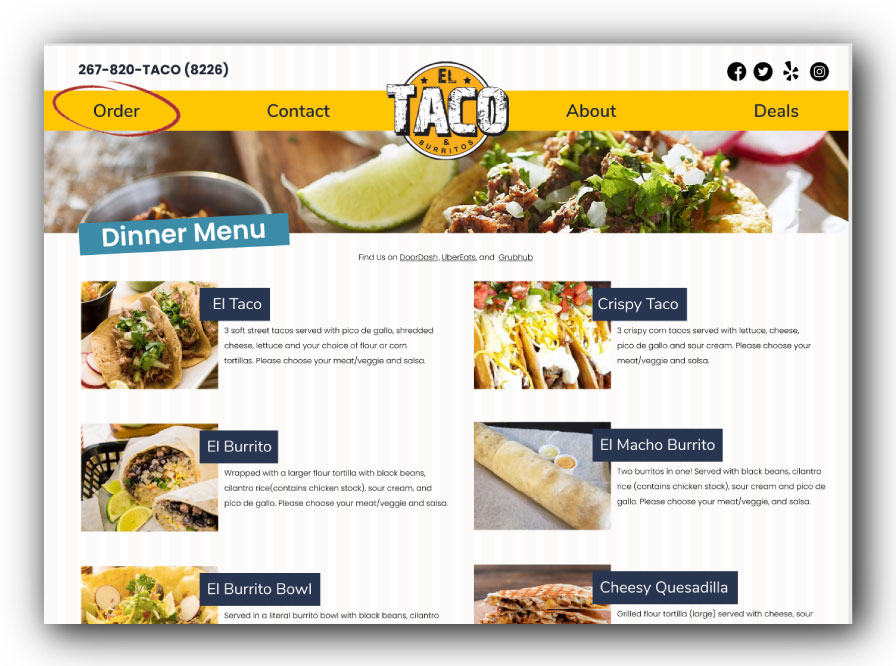 267-820-TACO (8226)
EL
TACO
&
BURRITOS
Order
Contact
About
Deals
Dinner Menu
Find Us on DoorDash, UberEats, and Grubhub
El Taco
3 soft street tacos served with pico de gallo, shredded
cheese, lettuce and your choice of flour or corn
tortillas. Please choose your meat/veggie and salsa.
Crispy Taco
3 crispy corn tacos served with lettuce, cheese,
pico de gallo and sour cream. Please choose your
meat/veggie and salsa.
El Burrito
Wrapped with a larger flour tortilla with black beans,
cilantro rice(contains chicken stock), sour cream, and
pico de gallo. Please choose your meat/veggie, and salsa.
El Macho Burrito
Two burritos in one! Served with black beans, cilantro
rice (contains chicken stock), sour cream and pico de
gallo. Please choose your meat/veggie, and salsa.
El Burrito Bowl
Served in a literal burrito bowl with black beans, cilantro
Cheesy Quesadilla
Grilled flour tortilla (large) served with cheese, sour